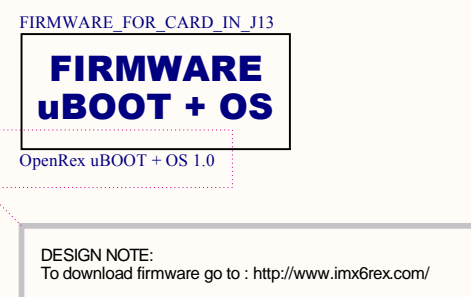 FIRMWARE_FOR_CARD_IN_J13
FIRMWARE
uBOOT + OS
OpenRex uBOOT + OS 1.0
DESIGN NOTE:
To download firmware go to : http://www.imx6rex.com/